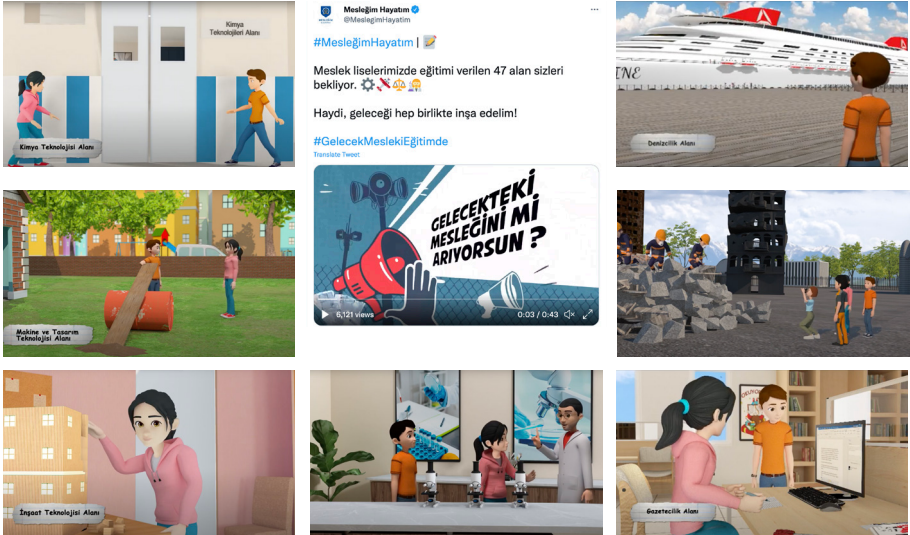 Kimya
Teknolojileri Alanı
Kimya Teknolojisi Alanı
Mesleğim Hayatım
@MeslegimHayatim
#MesleğimHayatım |
Meslek liselerimizde eğitimi verilen 47 alan sizleri
bekliyor.
Haydi, geleceği hep birlikte inşa edelim!
#GelecekMeslekiEğitimde
Translate Tweet
GELECEKTEKİ
MESLEĞİNİ Mİ
ARIYORSUN ?
6,121 views
0:03 / 0:43
Denizcilik Alanı
Makine ve Tasarım
Teknolojisi Alanı
İnşaat Teknolojisi Alanı
Gazetecilik Alanı